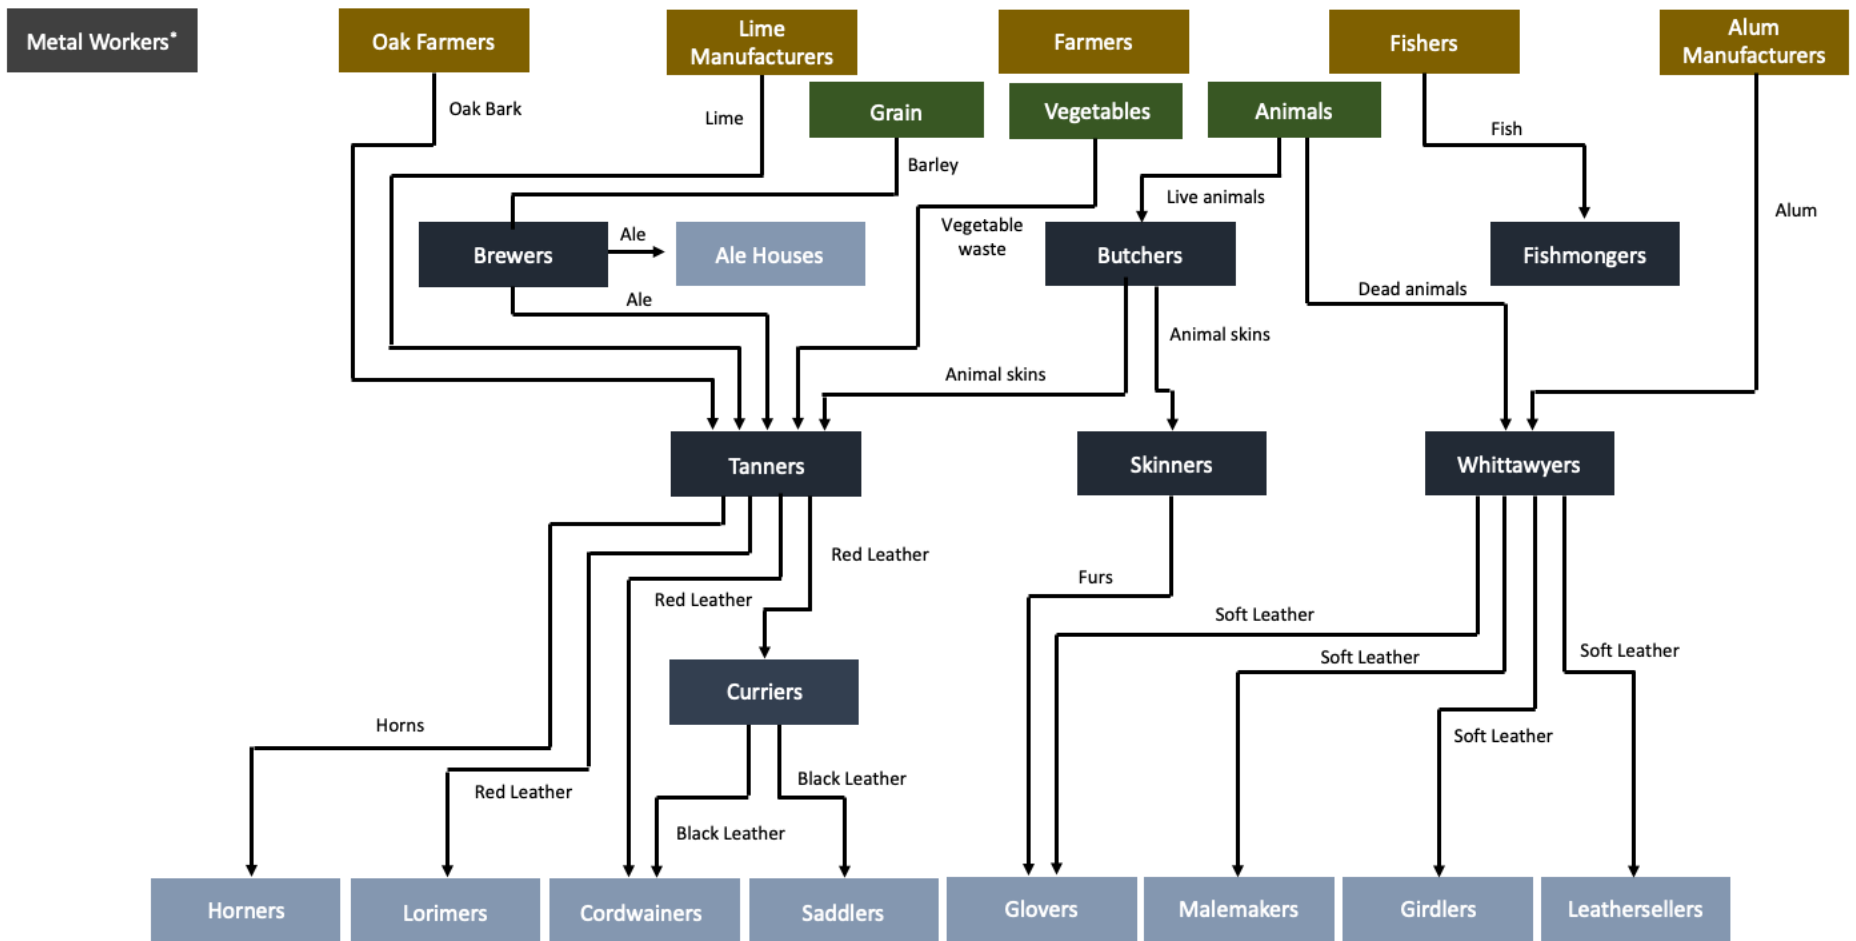 Metal Workers*
Oak Farmers
Lime
Manufacturers
Farmers
Fishers
Alum
Manufacturers
Oak Bark
Lime
Grain
Vegetables
Animals
Fish
Barley
Live animals
Alum
Vegetable
waste
Brewers
Ale
Ale Houses
Butchers
Fishmongers
Ale
Dead animals
Animal skins
Animal skins
Tanners
Skinners
Whittawyers
Red Leather
Furs
Red Leather
Soft Leather
Soft Leather
Soft Leather
Curriers
Horns
Soft Leather
Red Leather
Black Leather
Black Leather
Horners
Lorimers
Cordwainers
Saddlers
Glovers
Malemakers
Girdlers
Leathersellers